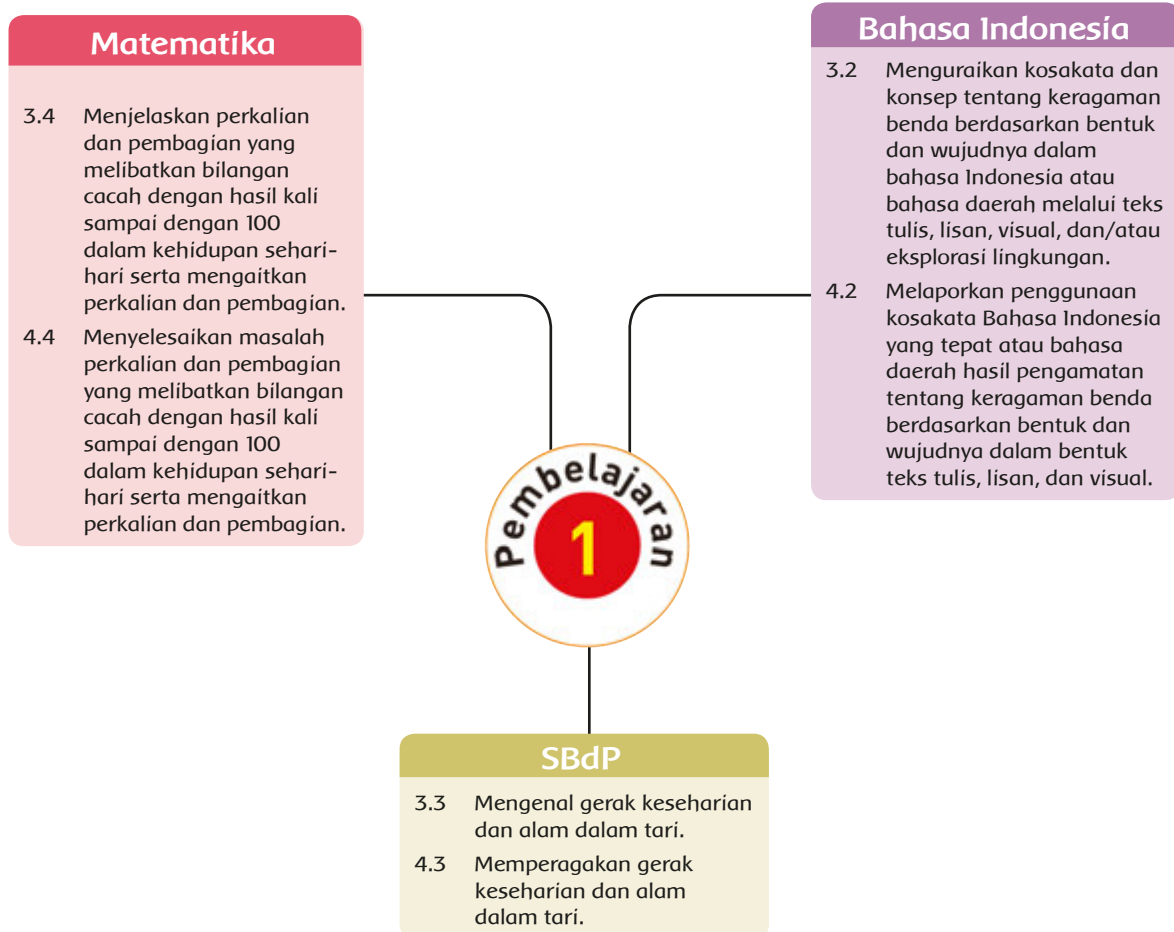 Matematika
3.4 Menjelaskan perkalian
dan pembagian yang
melibatkan bilangan
cacah dengan hasil kali
sampai dengan 100
dalam kehidupan sehari-
hari serta mengaitkan
perkalian dan pembagian.
4.4 Menyelesaikan masalah
perkalian dan pembagian
yang melibatkan bilangan
cacah dengan hasil kali
sampai dengan 100
dalam kehidupan sehari-
hari serta mengaitkan
perkalian dan pembagian.
Bahasa Indonesia
3.2 Menguraikan kosakata dan
konsep tentang keragaman
benda berdasarkan bentuk
dan wujudnya dalam
bahasa Indonesia atau
bahasa daerah melalui teks
tulis, lisan, visual, dan/atau
eksplorasi lingkungan.
4.2 Melaporkan penggunaan
kosakata Bahasa Indonesia
yang tepat atau bahasa
daerah hasil pengamatan
tentang keragaman benda
berdasarkan bentuk dan
wujudnya dalam bentuk
teks tulis, lisan, dan visual.
Pembelajaran
1
SBdP
3.3 Mengenal gerak keseharian
dan alam dalam tari.
4.3 Memperagakan gerak
keseharian dan alam
dalam tari.